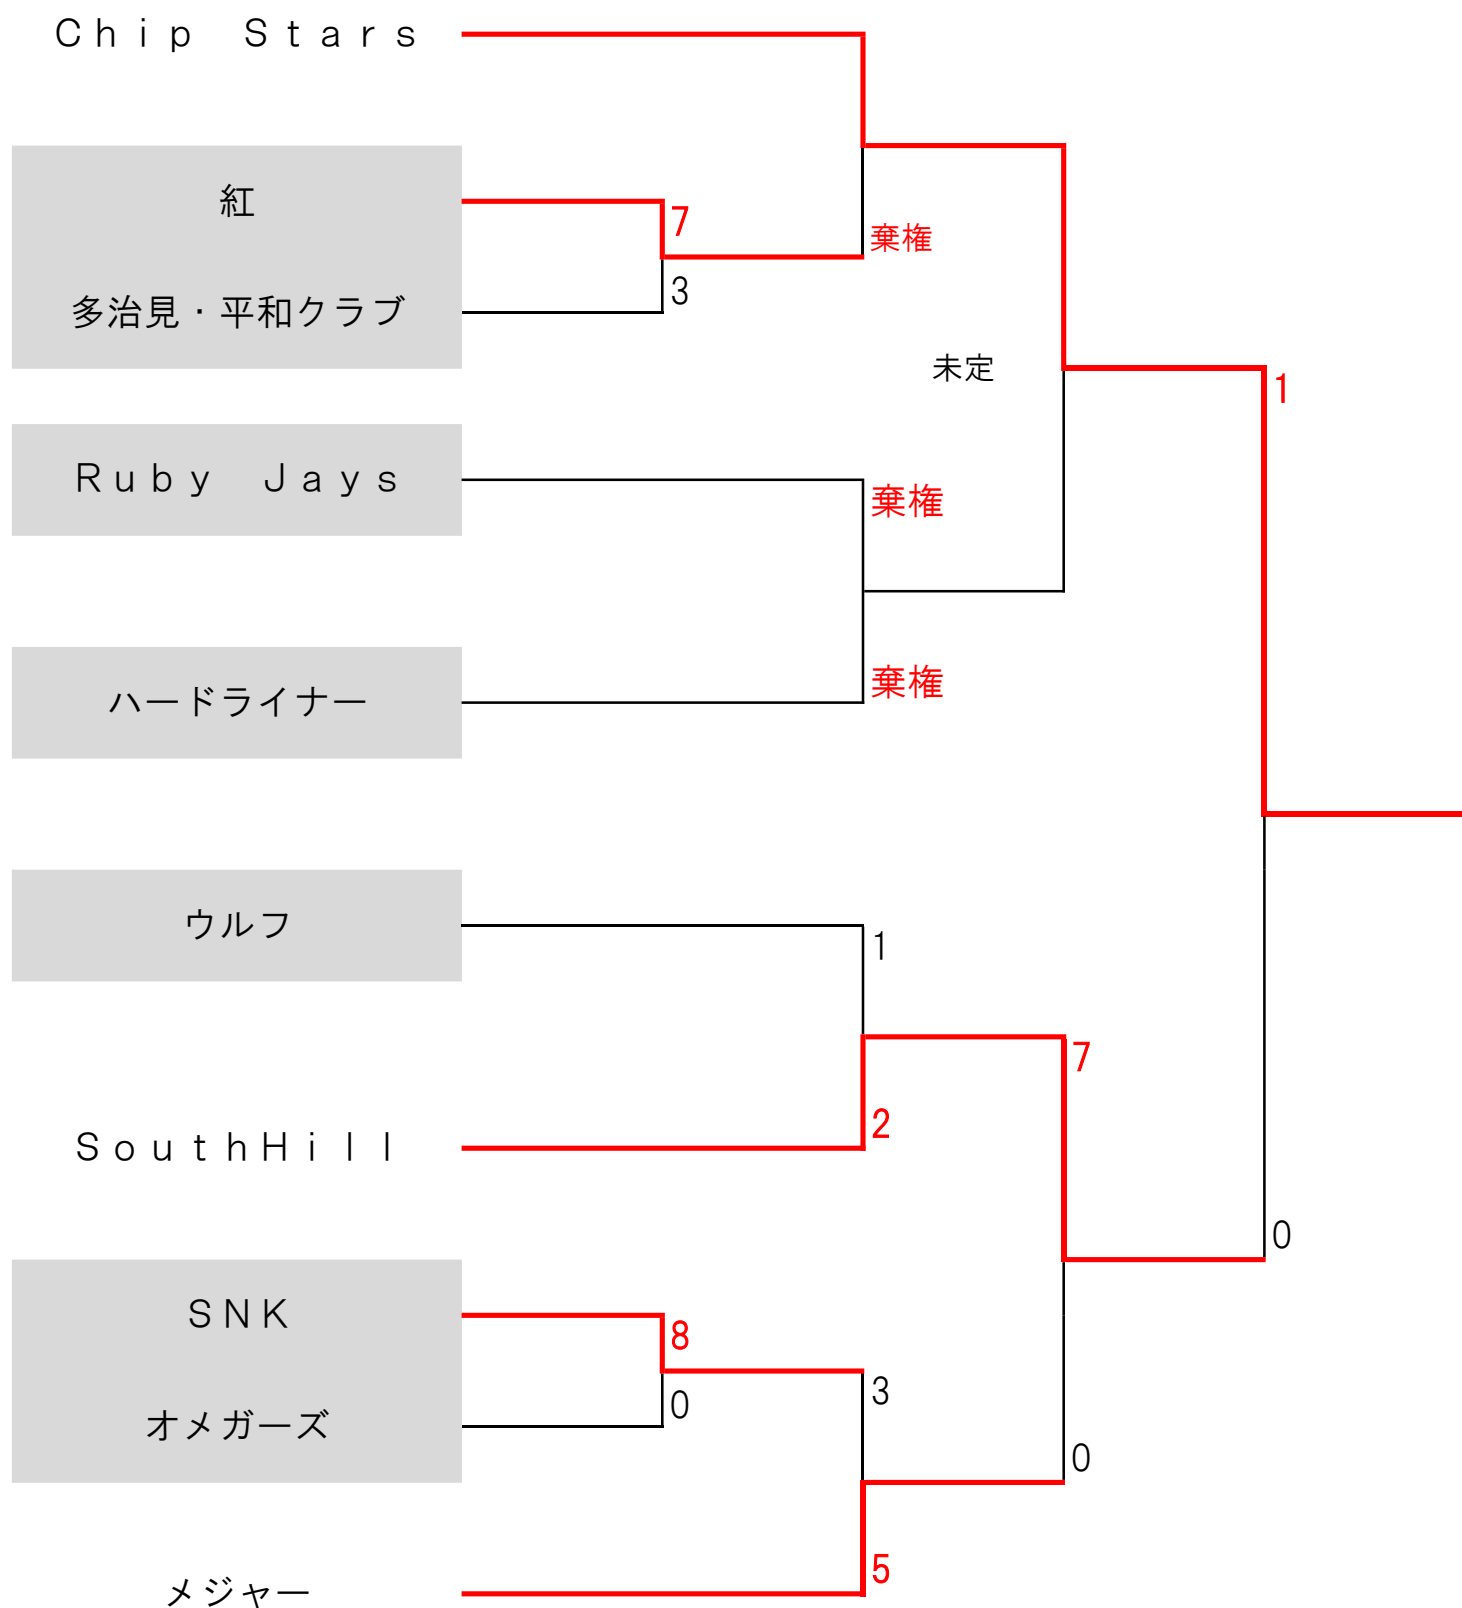 Ｃｈｉｐ　Ｓｔａｒｓ
紅
7
棄権
3
多治見・平和クラブ
未定
1
Ｒｕｂｙ　Ｊａｙｓ
棄権
棄権
ハードライナー
ウルフ
1
7
2
ＳｏｕｔｈＨｉｌｌ
0
ＳＮＫ
8
3
0
オメガーズ
0
5
メジャー